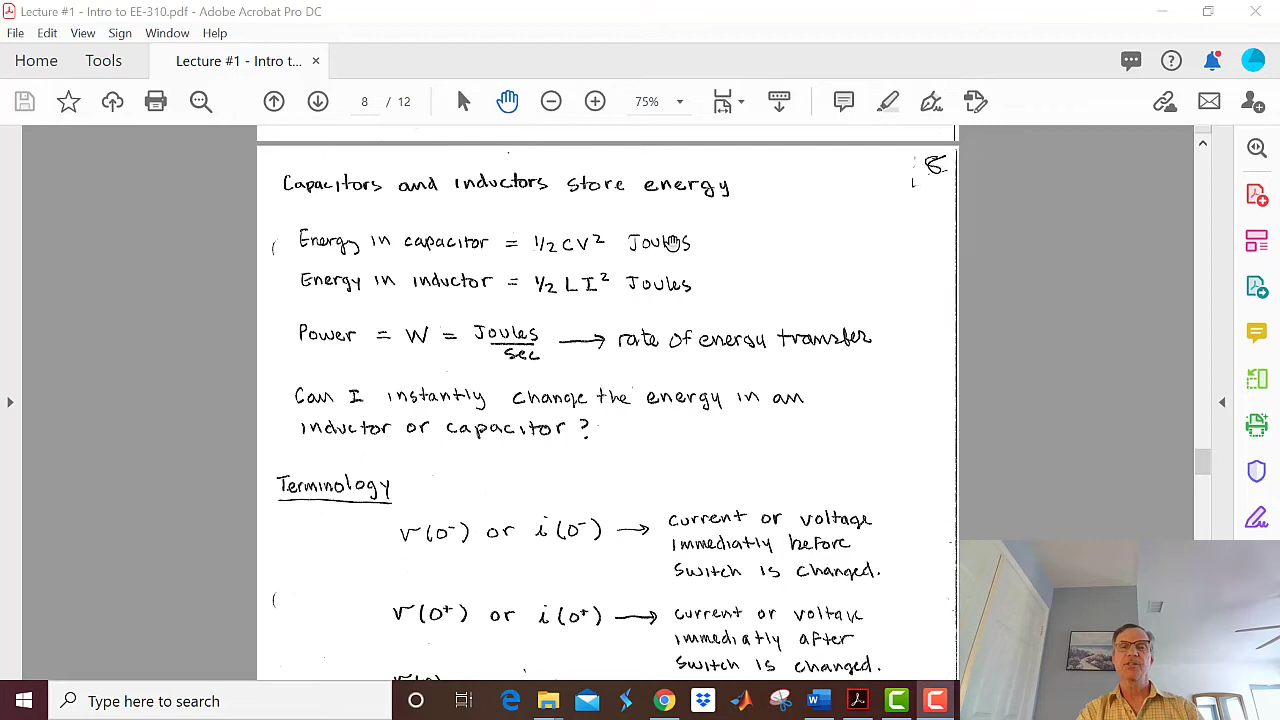 Lecture #1 - Intro to EE-310.pdf - Adobe Acrobat Pro DC
File Edit View Sign Window Help
Home Tools Lecture #1 - Intro t... ×
8 / 12 75%
8
Capacitors and inductors store energy
Energy in capacitor = 1/2 CV² Joules
Energy in inductor = 1/2 LI² Joules
Power = W = Joules/sec → rate of energy transfer
Can I instantly change the energy in an
inductor or capacitor ?
Terminology
v(0⁻) or i(0⁻) → current or voltage
immediatly before
switch is changed.
v(0⁺) or i(0⁺) → current or voltage
immediatly after
switch is changed.
Type here to search